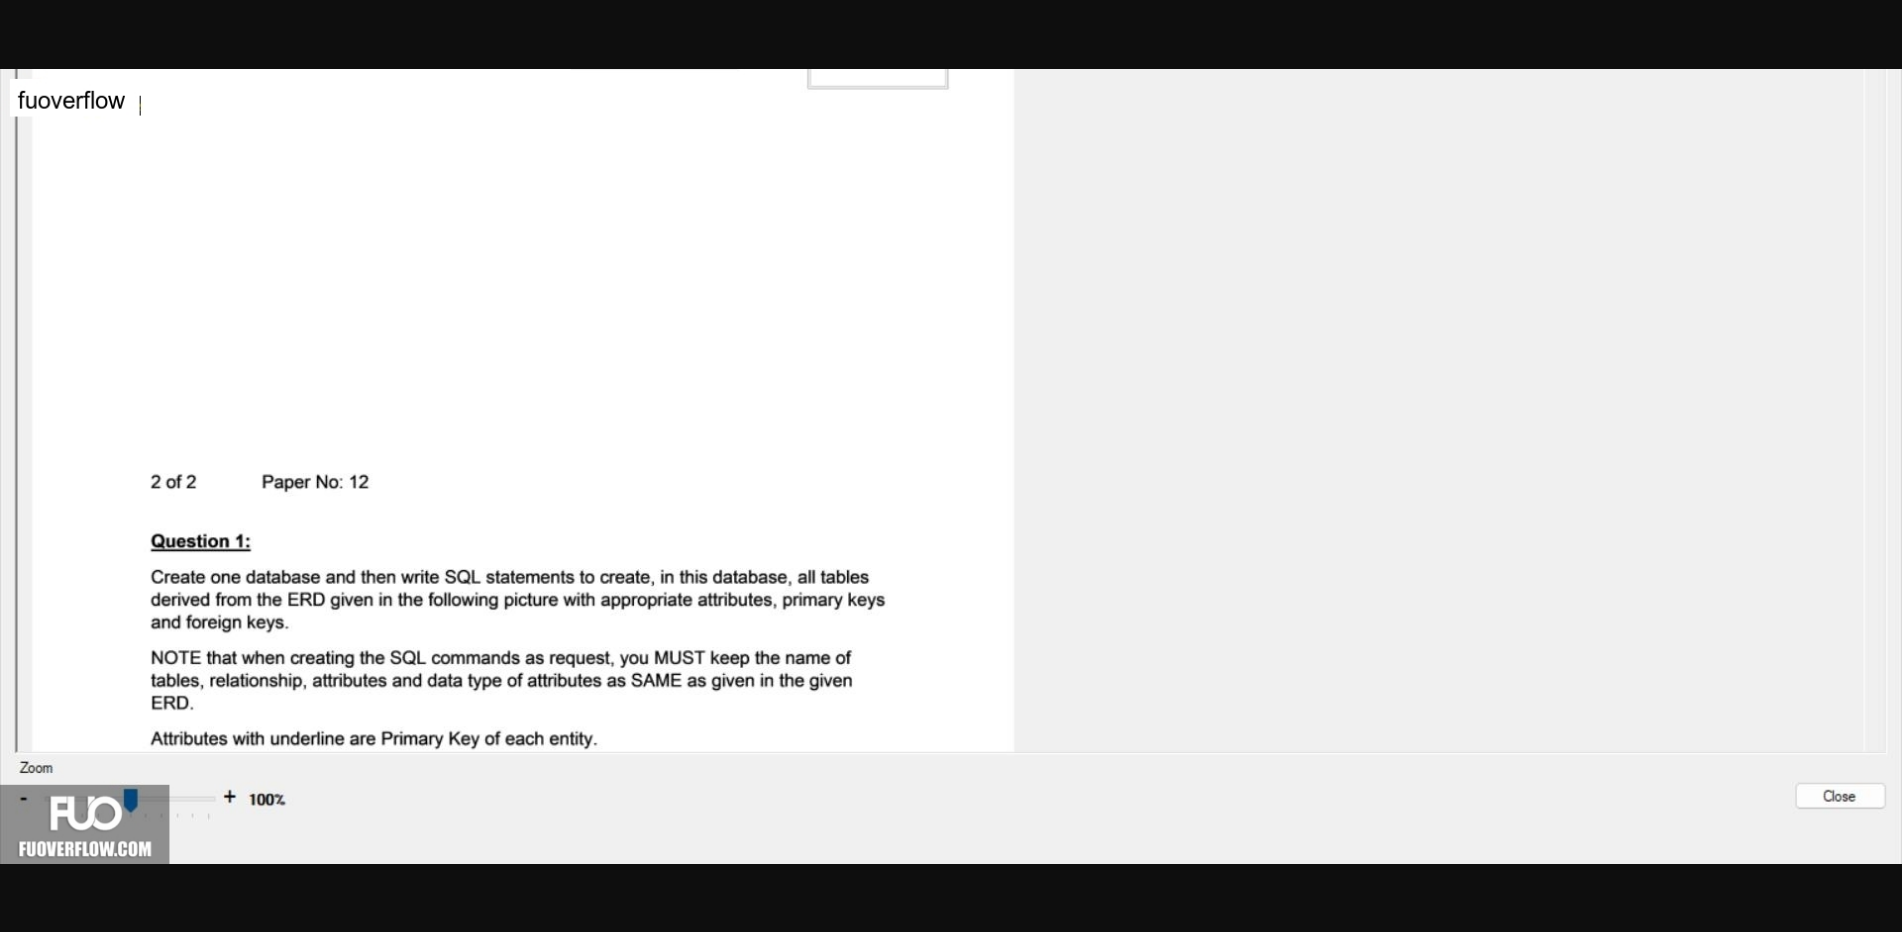 fuoverflow
2 of 2 Paper No: 12
Question 1:
Create one database and then write SQL statements to create, in this database, all tables
derived from the ERD given in the following picture with appropriate attributes, primary keys
and foreign keys.
NOTE that when creating the SQL commands as request, you MUST keep the name of
tables, relationship, attributes and data type of attributes as SAME as given in the given
ERD.
Attributes with underline are Primary Key of each entity.
Zoom
- + 100%
Close
FUO
FUOVERFLOW.COM